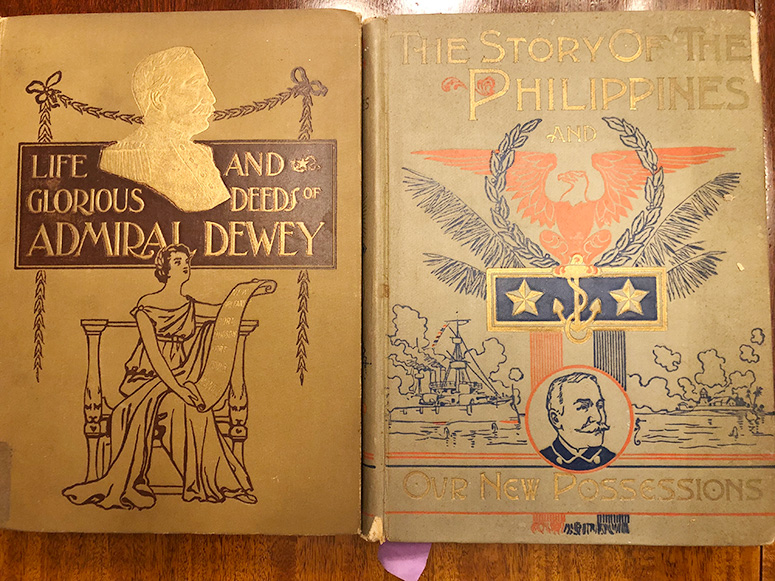 LIFE AND
GLORIOUS DEEDS OF
ADMIRAL DEWEY
THE STORY OF THE
PHILIPPINES
AND
OUR NEW POSSESSIONS